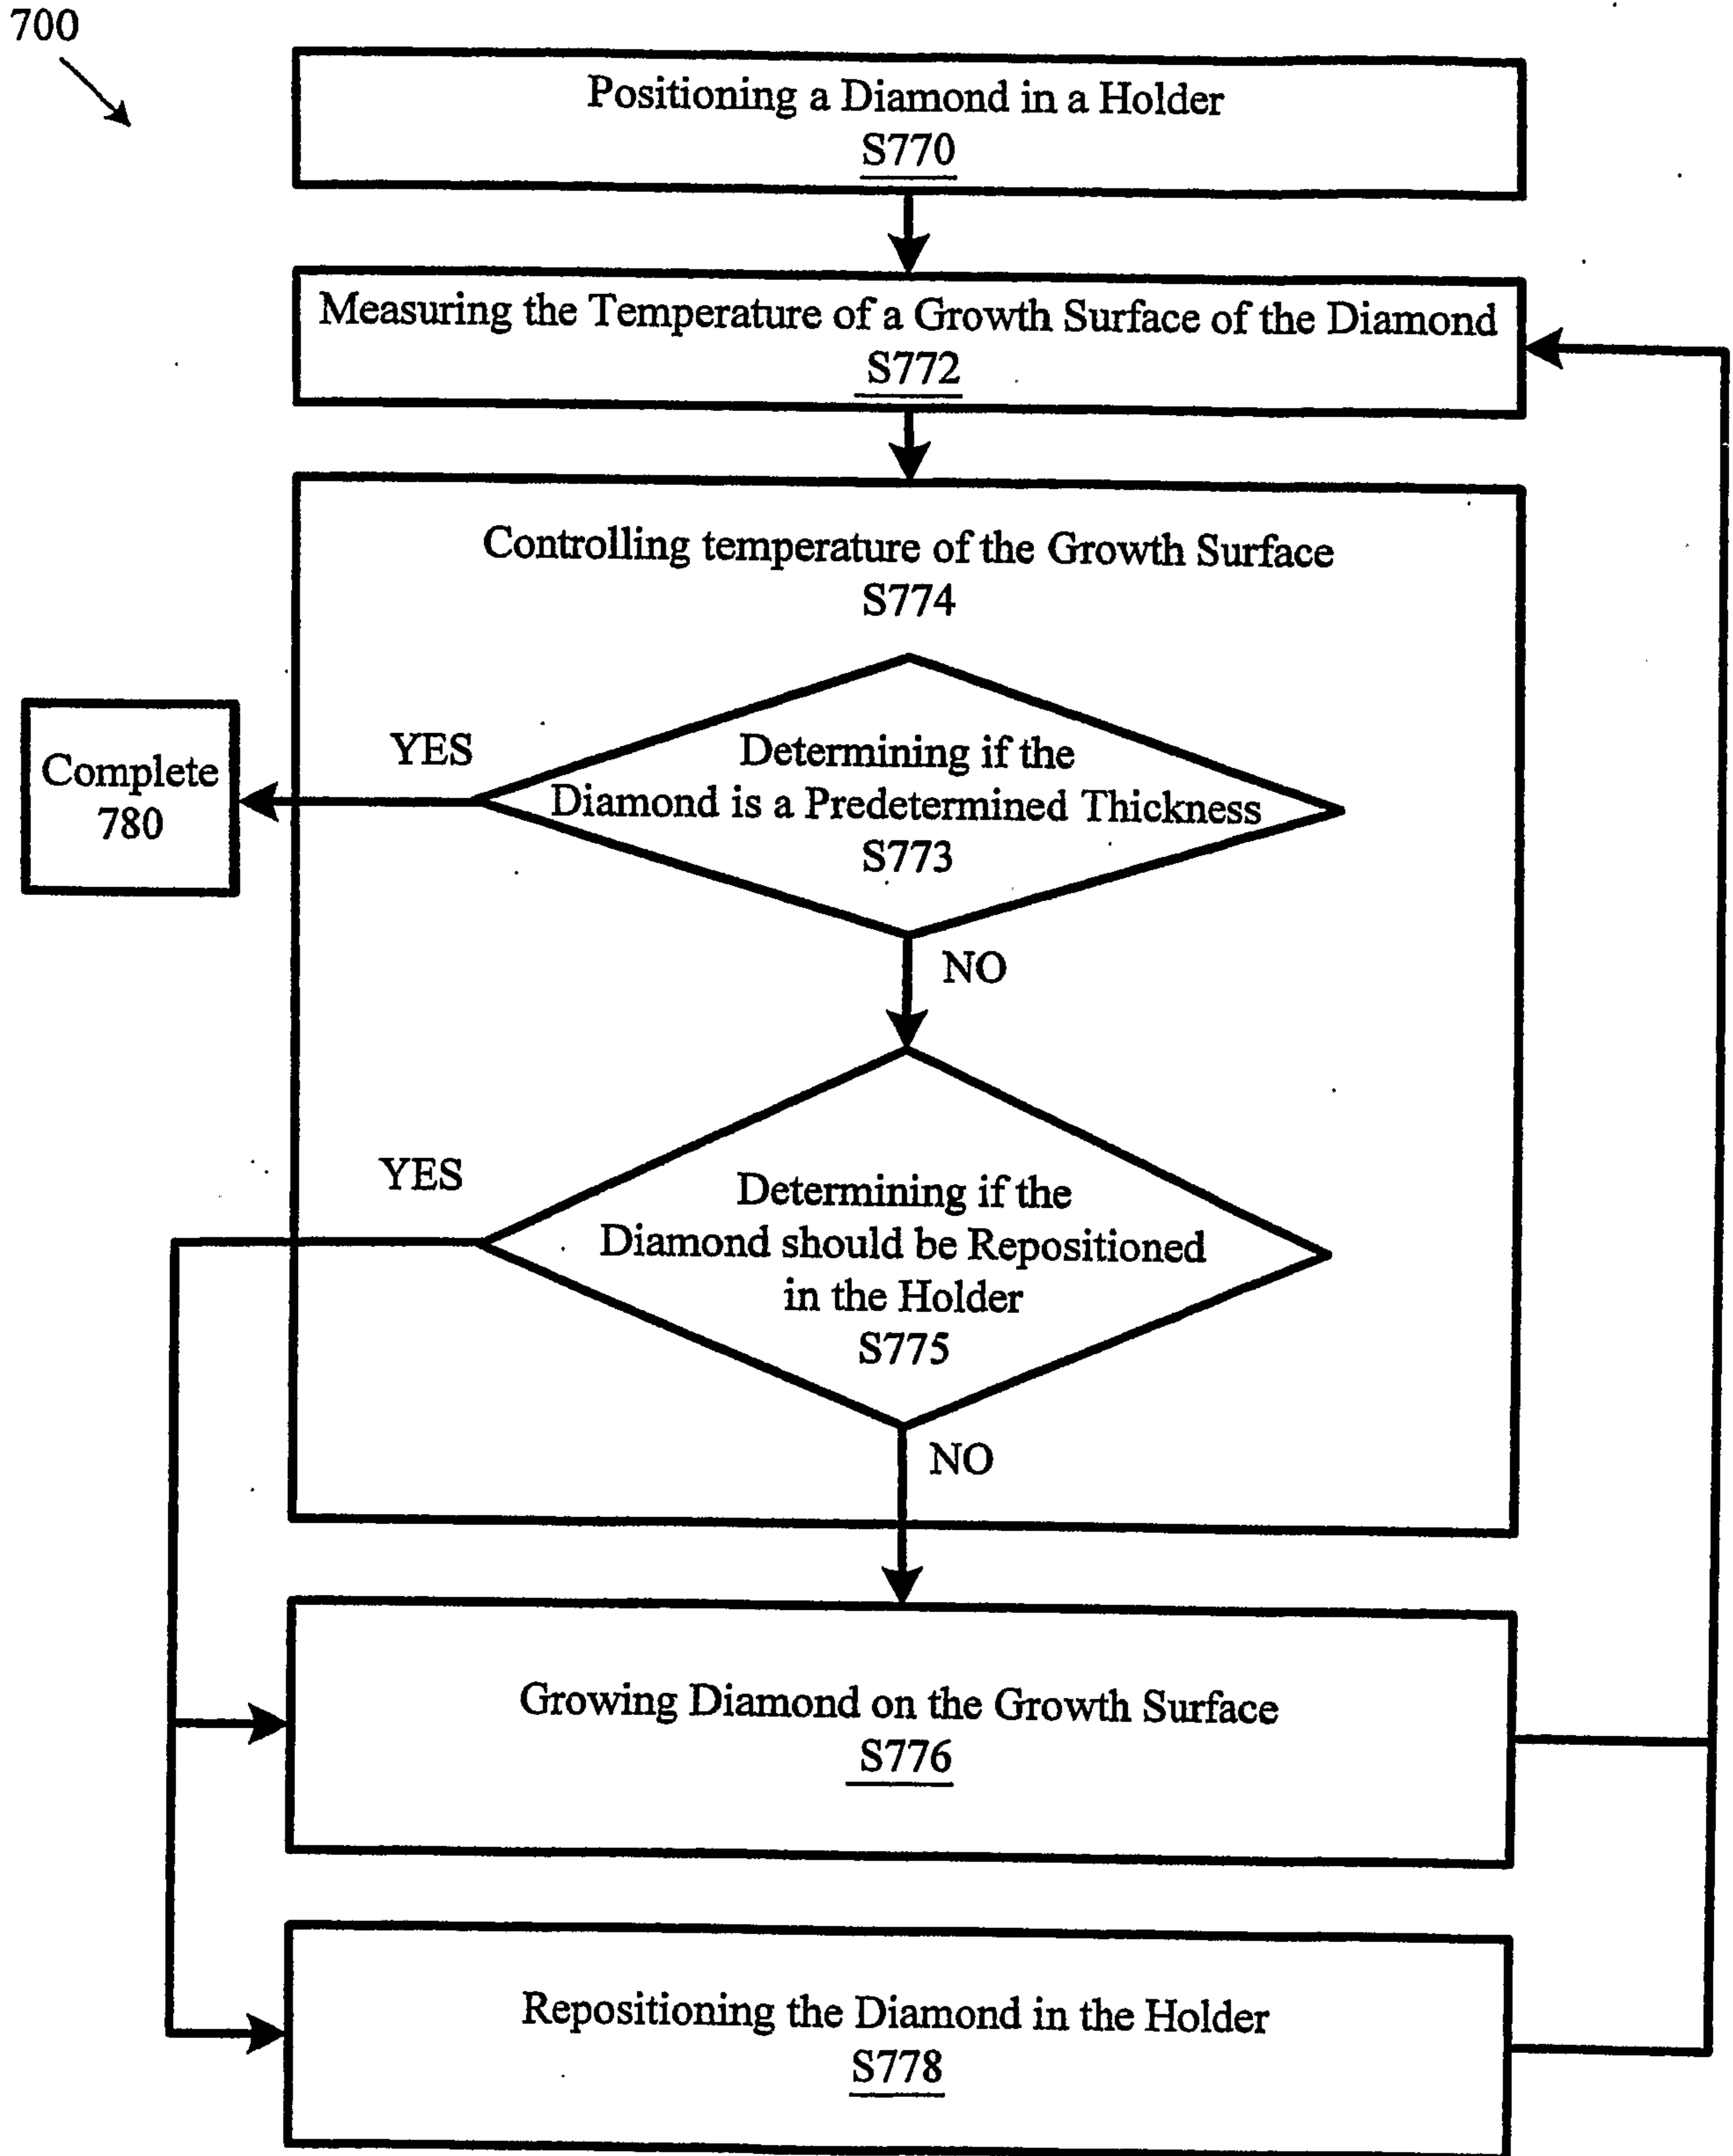 700
Positioning a Diamond in a Holder
S770
Measuring the Temperature of a Growth Surface of the Diamond
S772
Controlling temperature of the Growth Surface
S774
YES
Determining if the
Diamond is a Predetermined Thickness
S773
Complete
780
NO
YES
Determining if the
Diamond should be Repositioned
in the Holder
S775
NO
Growing Diamond on the Growth Surface
S776
Repositioning the Diamond in the Holder
S778